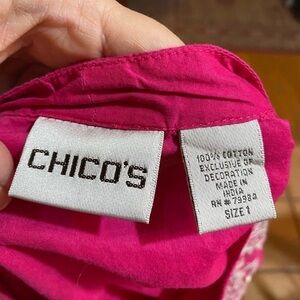 CHICO'S
100% COTTON
EXCLUSIVE OF
DECORATION
MADE IN
INDIA
RN # 79984
SIZE 1